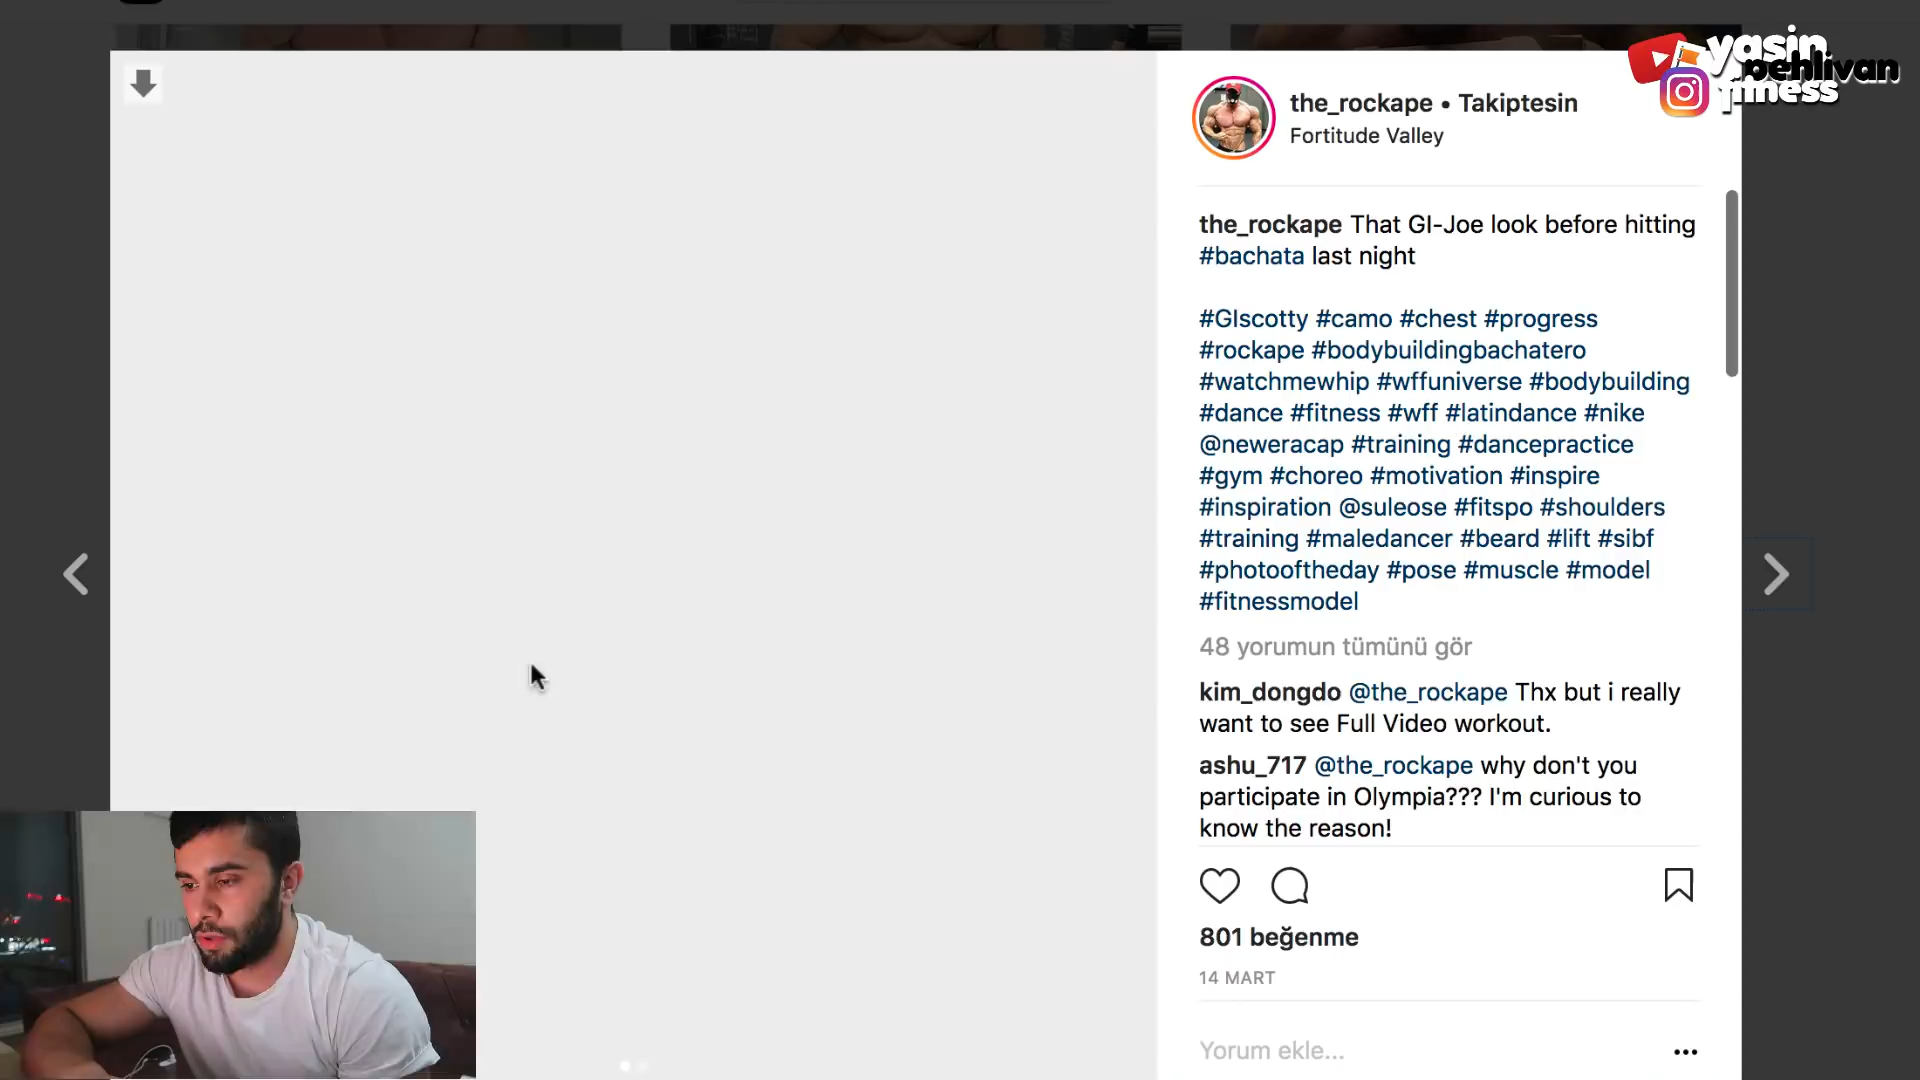 yasin
pehlivan
fitness
the_rockape • Takiptesin
Fortitude Valley
the_rockape That GI-Joe look before hitting
#bachata last night
#GIscotty #camo #chest #progress
#rockape #bodybuildingbachatero
#watchmewhip #wffuniverse #bodybuilding
#dance #fitness #wff #latindance #nike
@neweracap #training #dancepractice
#gym #choreo #motivation #inspire
#inspiration @suleose #fitspo #shoulders
#training #maledancer #beard #lift #sibf
#photooftheday #pose #muscle #model
#fitnessmodel
48 yorumun tümünü gör
kim_dongdo @the_rockape Thx but i really
want to see Full Video workout.
ashu_717 @the_rockape why don't you
participate in Olympia??? I'm curious to
know the reason!
801 beğenme
14 MART
Yorum ekle...